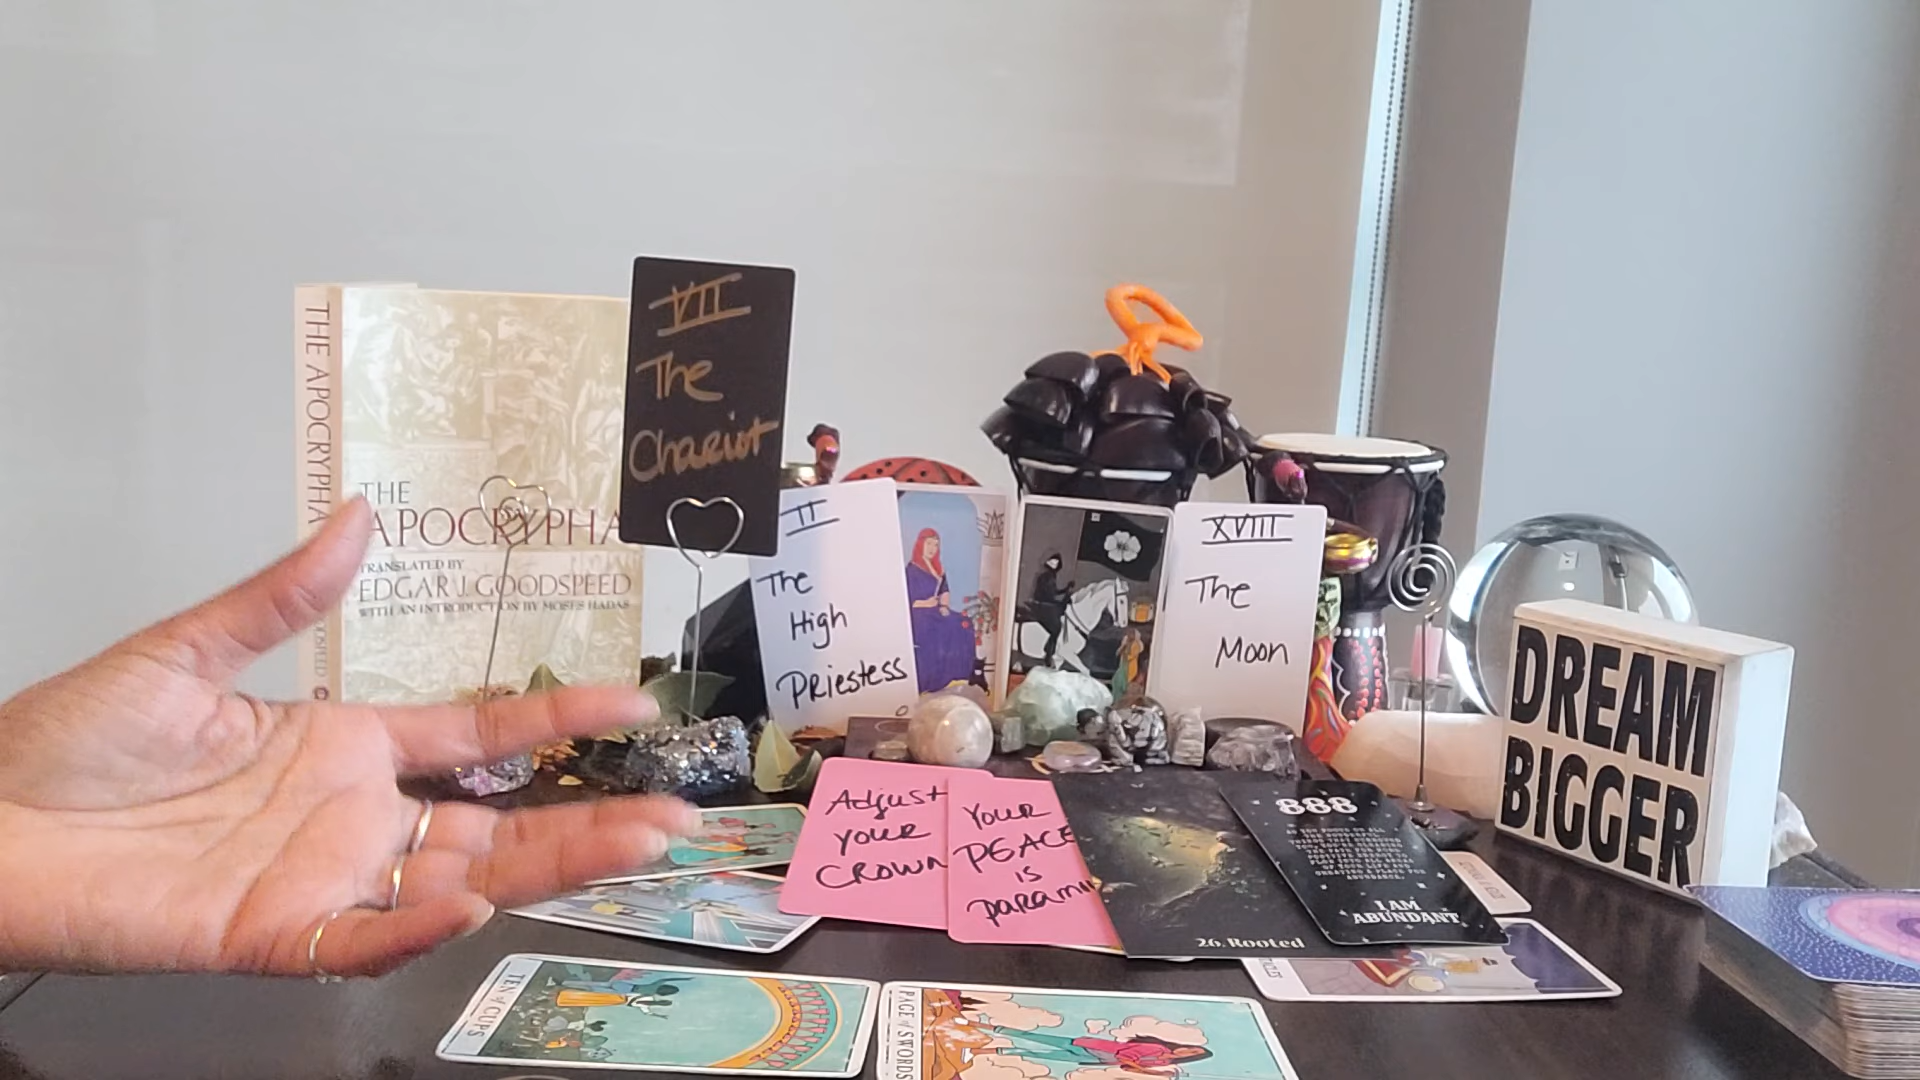 THE APOCRYPHA
THE
APOCRYPHA
TRANSLATED BY
EDGAR J. GOODSPEED
WITH AN INTRODUCTION BY MOSES HADAS
VII
The
Chariot
II
The
High
Priestess
XVIII
The
Moon
DREAM
BIGGER
Adjust
your
CROWN
YOUR
PEACE
is
26. Rooted
888
I AM
ABUNDANT
TEN of CUPS
PAGE of SWORDS